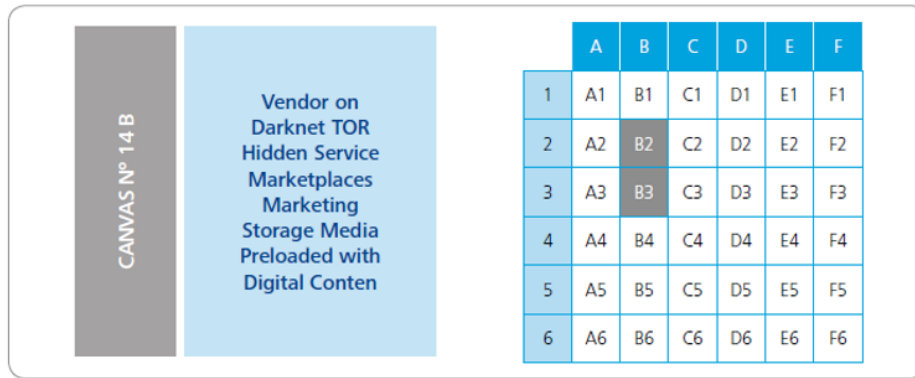 CANVAS Nº 14 B
Vendor on
Darknet TOR
Hidden Service
Marketplaces
Marketing
Storage Media
Preloaded with
Digital Conten
A B C D E F
1 A1 B1 C1 D1 E1 F1
2 A2 B2 C2 D2 E2 F2
3 A3 B3 C3 D3 E3 F3
4 A4 B4 C4 D4 E4 F4
5 A5 B5 C5 D5 E5 F5
6 A6 B6 C6 D6 E6 F6